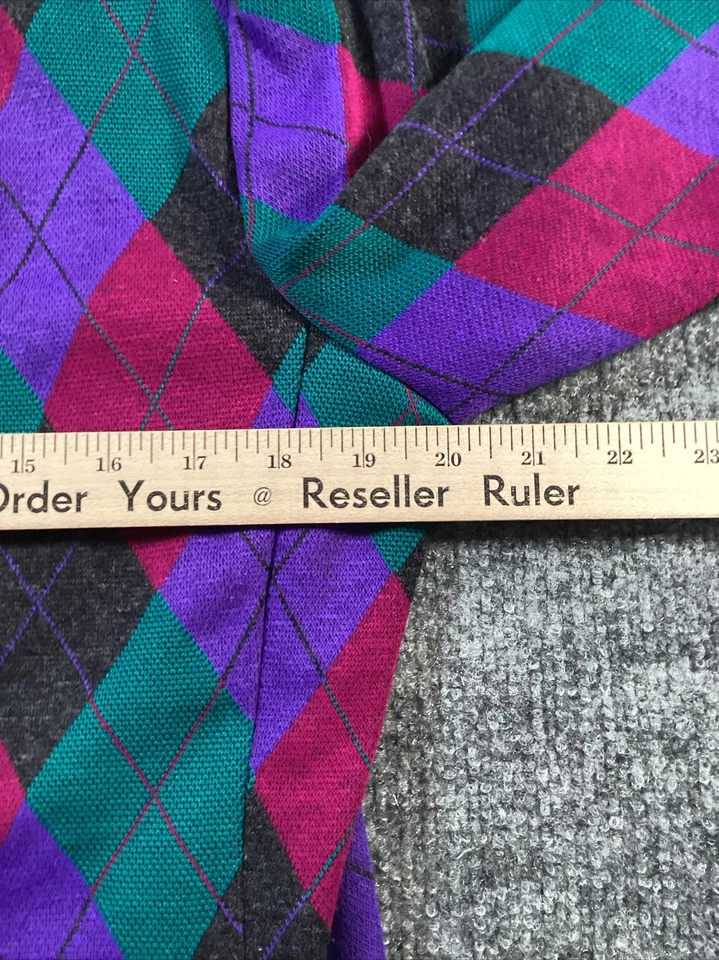 15 16 17 18 19 20 21 22 23
Order Yours @ Reseller Ruler